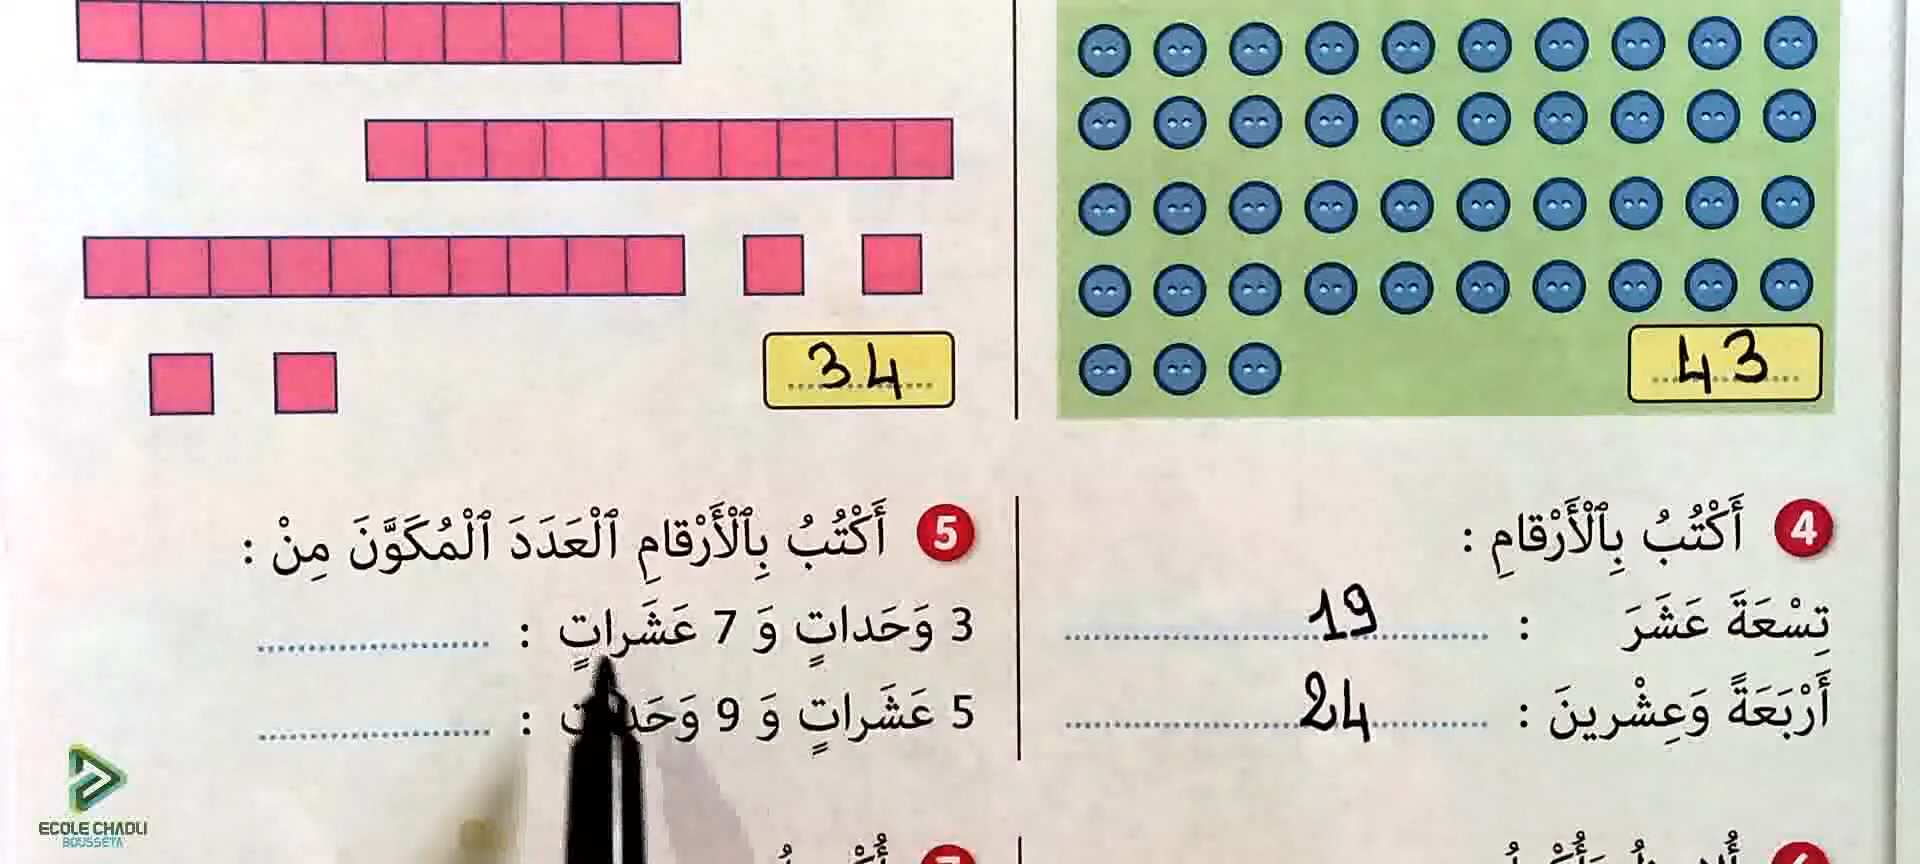 43
34
4 أَكْتُبُ بِٱلْأَرْقامِ :
تِسْعَةَ عَشَرَ : 19
أَرْبَعَةً وَعِشْرينَ : 24
5 أَكْتُبُ بِٱلْأَرْقامِ ٱلْعَدَدَ ٱلْمُكَوَّنَ مِنْ :
3 وَحَداتٍ وَ 7 عَشَراتٍ :
5 عَشَراتٍ وَ 9 :
ECOLE CHADLI
BOUSSETA